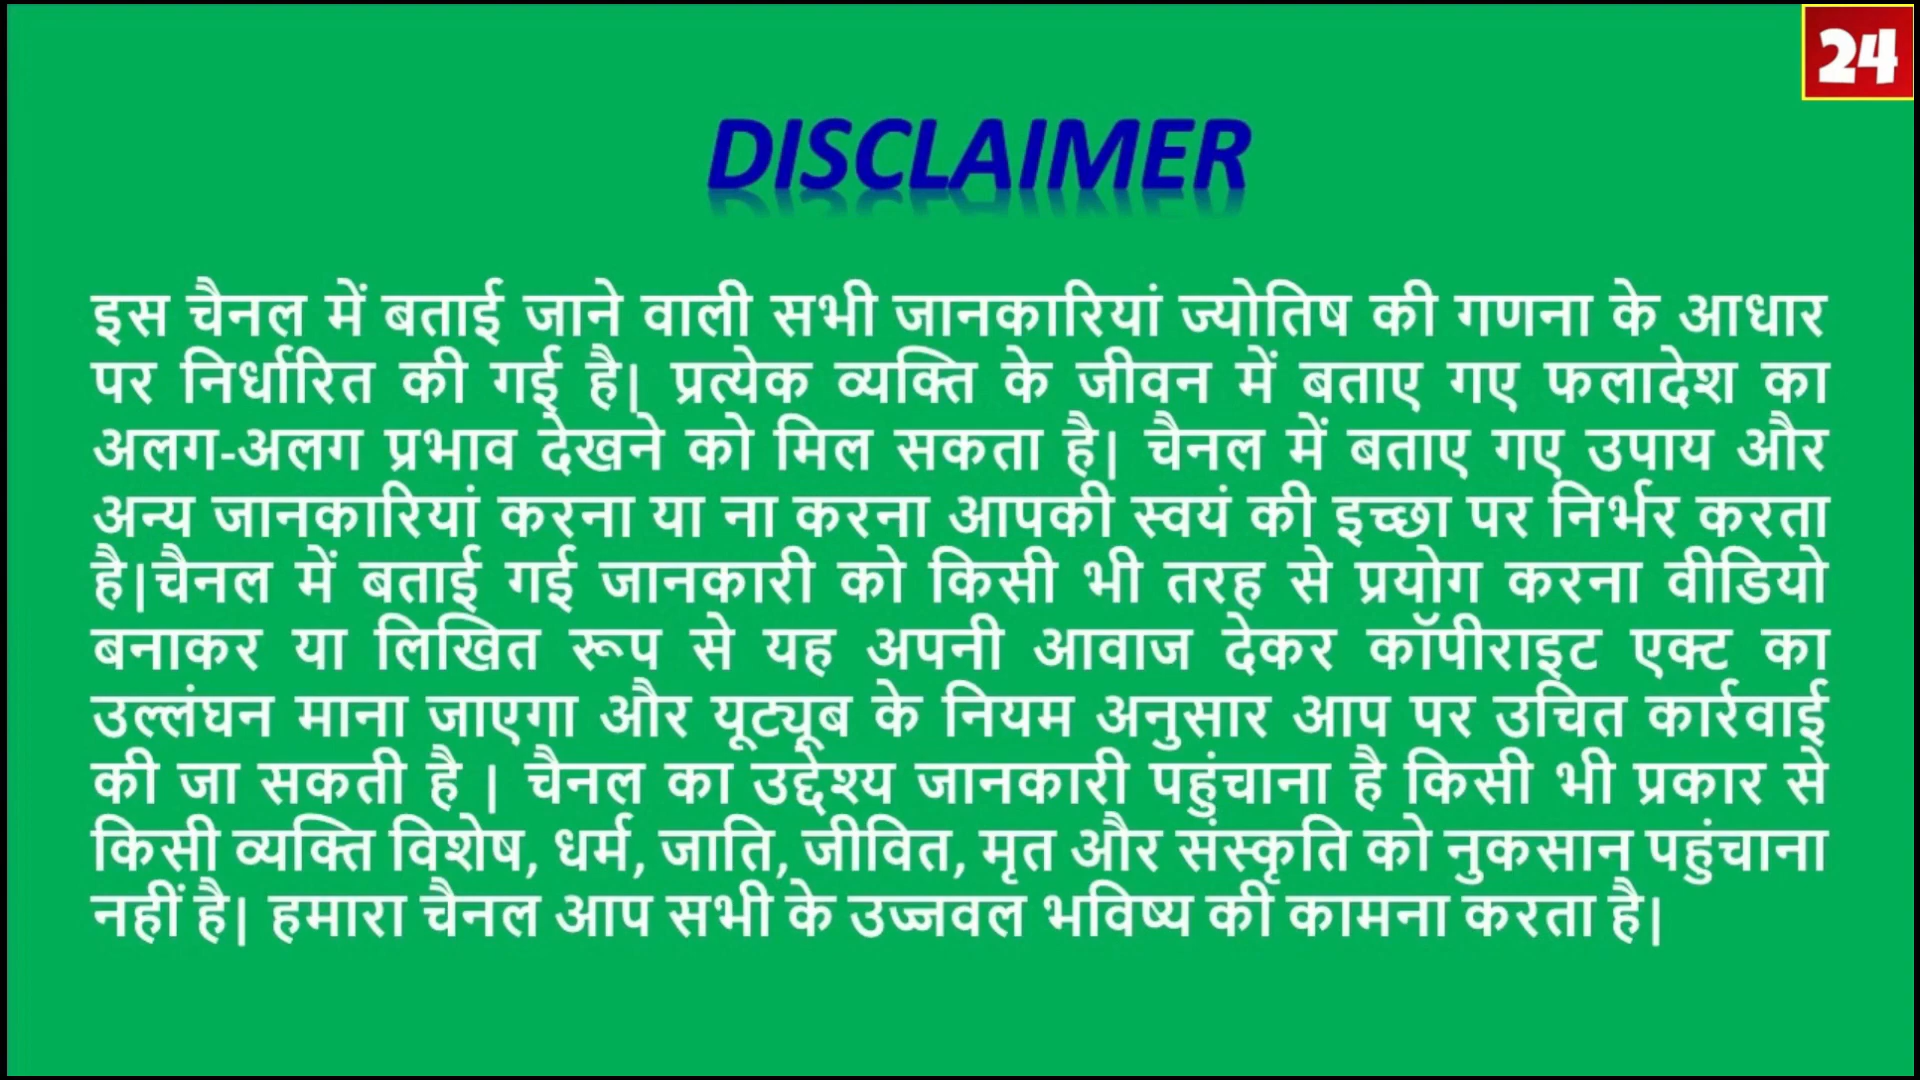 24
DISCLAIMER
इस चैनल में बताई जाने वाली सभी जानकारियां ज्योतिष की गणना के आधार
पर निर्धारित की गई है| प्रत्येक व्यक्ति के जीवन में बताए गए फलादेश का
अलग-अलग प्रभाव देखने को मिल सकता है| चैनल में बताए गए उपाय और
अन्य जानकारियां करना या ना करना आपकी स्वयं की इच्छा पर निर्भर करता
है|चैनल में बताई गई जानकारी को किसी भी तरह से प्रयोग करना वीडियो
बनाकर या लिखित रूप से यह अपनी आवाज देकर कॉपीराइट एक्ट का
उल्लंघन माना जाएगा और यूट्यूब के नियम अनुसार आप पर उचित कार्रवाई
की जा सकती है | चैनल का उद्देश्य जानकारी पहुंचाना है किसी भी प्रकार से
किसी व्यक्ति विशेष, धर्म, जाति, जीवित, मृत और संस्कृति को नुकसान पहुंचाना
नहीं है| हमारा चैनल आप सभी के उज्जवल भविष्य की कामना करता है|